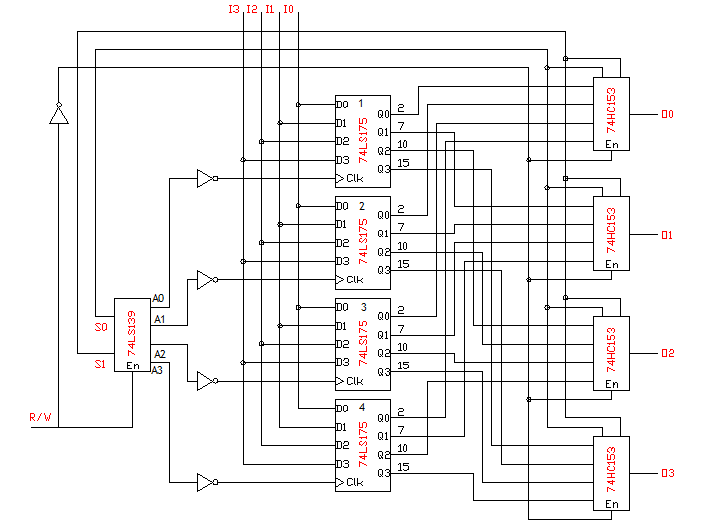 I3 I2 I1 I0
D0 1 2
Q0
D1 7
Q1
D2 10
Q2
D3 15
Q3
Clk
74LS175
D0 2 2
Q0
D1 7
Q1
D2 10
Q2
D3 15
Q3
Clk
74LS175
D0 3 2
Q0
D1 7
Q1
D2 10
Q2
D3 15
Q3
Clk
74LS175
D0 4 2
Q0
D1 7
Q1
D2 10
Q2
D3 15
Q3
Clk
74LS175
A0
A1
A2
A3
S0
S1
74LS139
En
R/W
74HC153
En
O0
74HC153
En
O1
74HC153
En
O2
74HC153
En
O3